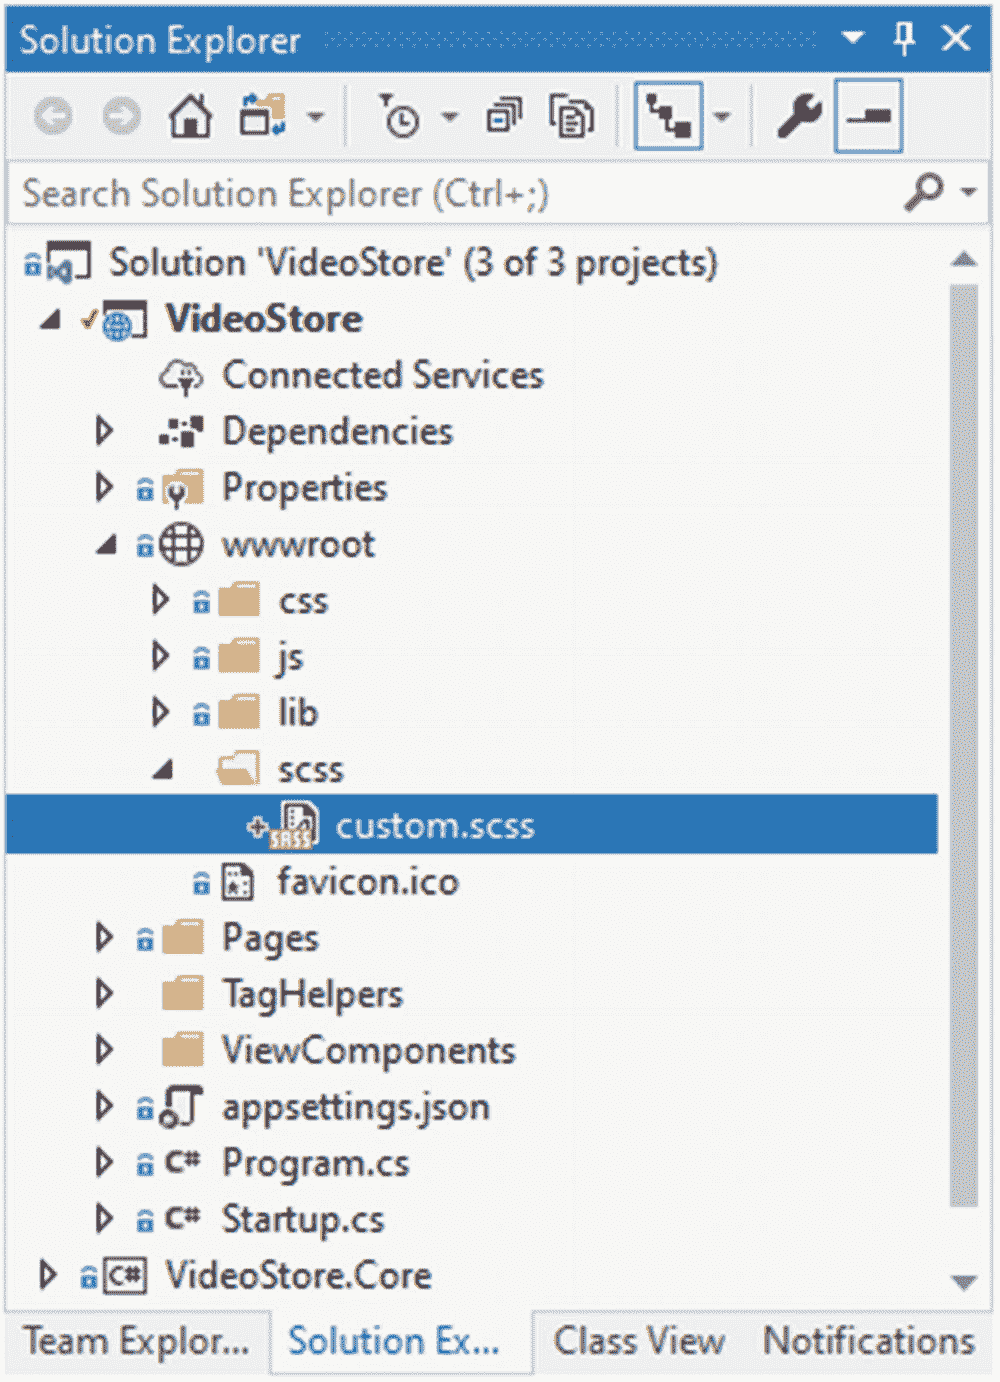 Solution Explorer
Search Solution Explorer (Ctrl+;)
Solution 'VideoStore' (3 of 3 projects)
VideoStore
Connected Services
Dependencies
Properties
wwwroot
css
js
lib
scss
SASS custom.scss
favicon.ico
Pages
TagHelpers
ViewComponents
appsettings.json
C# Program.cs
C# Startup.cs
C# VideoStore.Core
Team Explor... Solution Ex... Class View Notifications